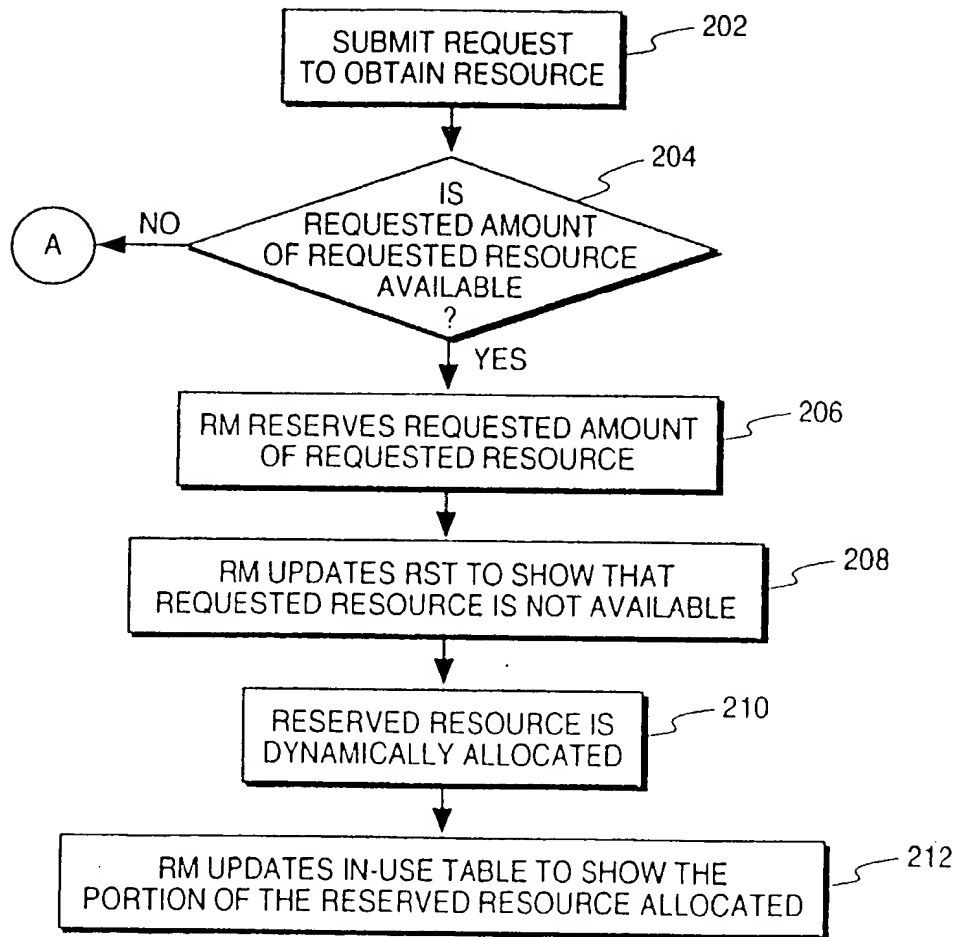 SUBMIT REQUEST
TO OBTAIN RESOURCE
202
IS
REQUESTED AMOUNT
OF REQUESTED RESOURCE
AVAILABLE
?
204
NO
A
YES
RM RESERVES REQUESTED AMOUNT
OF REQUESTED RESOURCE
206
RM UPDATES RST TO SHOW THAT
REQUESTED RESOURCE IS NOT AVAILABLE
208
RESERVED RESOURCE IS
DYNAMICALLY ALLOCATED
210
RM UPDATES IN-USE TABLE TO SHOW THE
PORTION OF THE RESERVED RESOURCE ALLOCATED
212